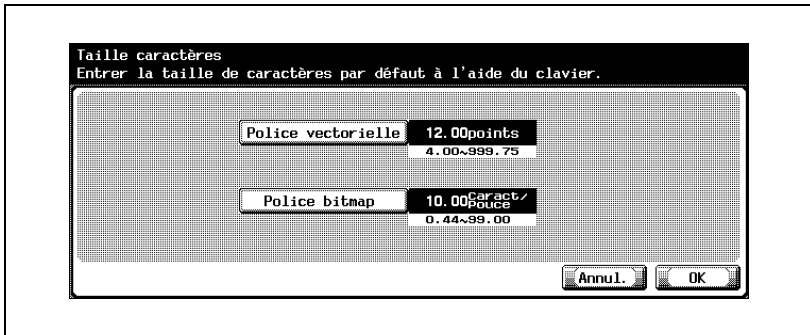 Taille caractères
Entrer la taille de caractères par défaut à l'aide du clavier.
Police vectorielle 12.00points
4.00~999.75
Police bitmap 10.00Caract/pouce
0.44~99.00
Annul. OK